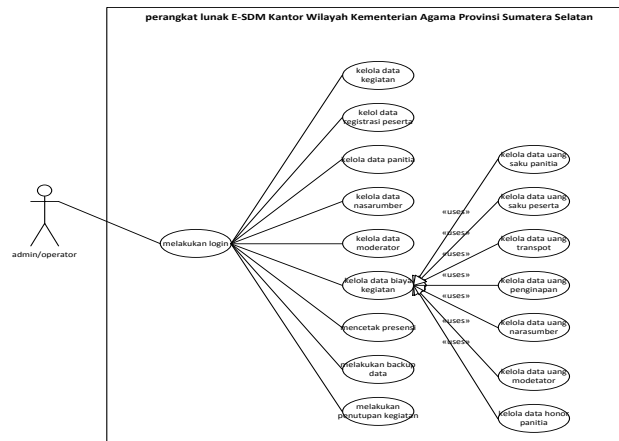 perangkat lunak E-SDM Kantor Wilayah Kementerian Agama Provinsi Sumatera Selatan
kelola data
kegiatan
kelol data
registrasi peserta
kelola data panitia
kelola data
narasumber
kelola data
moderator
kelola data biaya
kegiatan
mencetak presensi
melakukan backup
data
melakukan
penutupan kegiatan
melakukan login
admin/operator
kelola data uang
saku panitia
kelola data uang
saku peserta
kelola data uang
transpot
kelola data uang
penginapan
kelola data uang
narasumber
kelola data uang
modetator
kelola data honor
panitia
«uses»
«uses»
«uses»
«uses»
«uses»
«uses»
«uses»